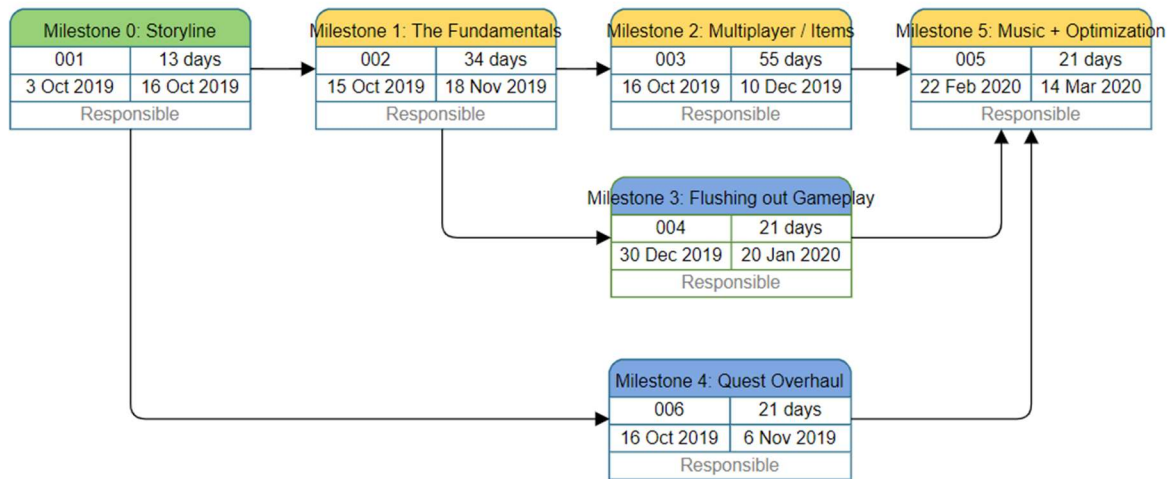 Milestone 0: Storyline
001 13 days
3 Oct 2019 16 Oct 2019
Responsible
Milestone 1: The Fundamentals
002 34 days
15 Oct 2019 18 Nov 2019
Responsible
Milestone 2: Multiplayer / Items
003 55 days
16 Oct 2019 10 Dec 2019
Responsible
Milestone 5: Music + Optimization
005 21 days
22 Feb 2020 14 Mar 2020
Responsible
Milestone 3: Flushing out Gameplay
004 21 days
30 Dec 2019 20 Jan 2020
Responsible
Milestone 4: Quest Overhaul
006 21 days
16 Oct 2019 6 Nov 2019
Responsible